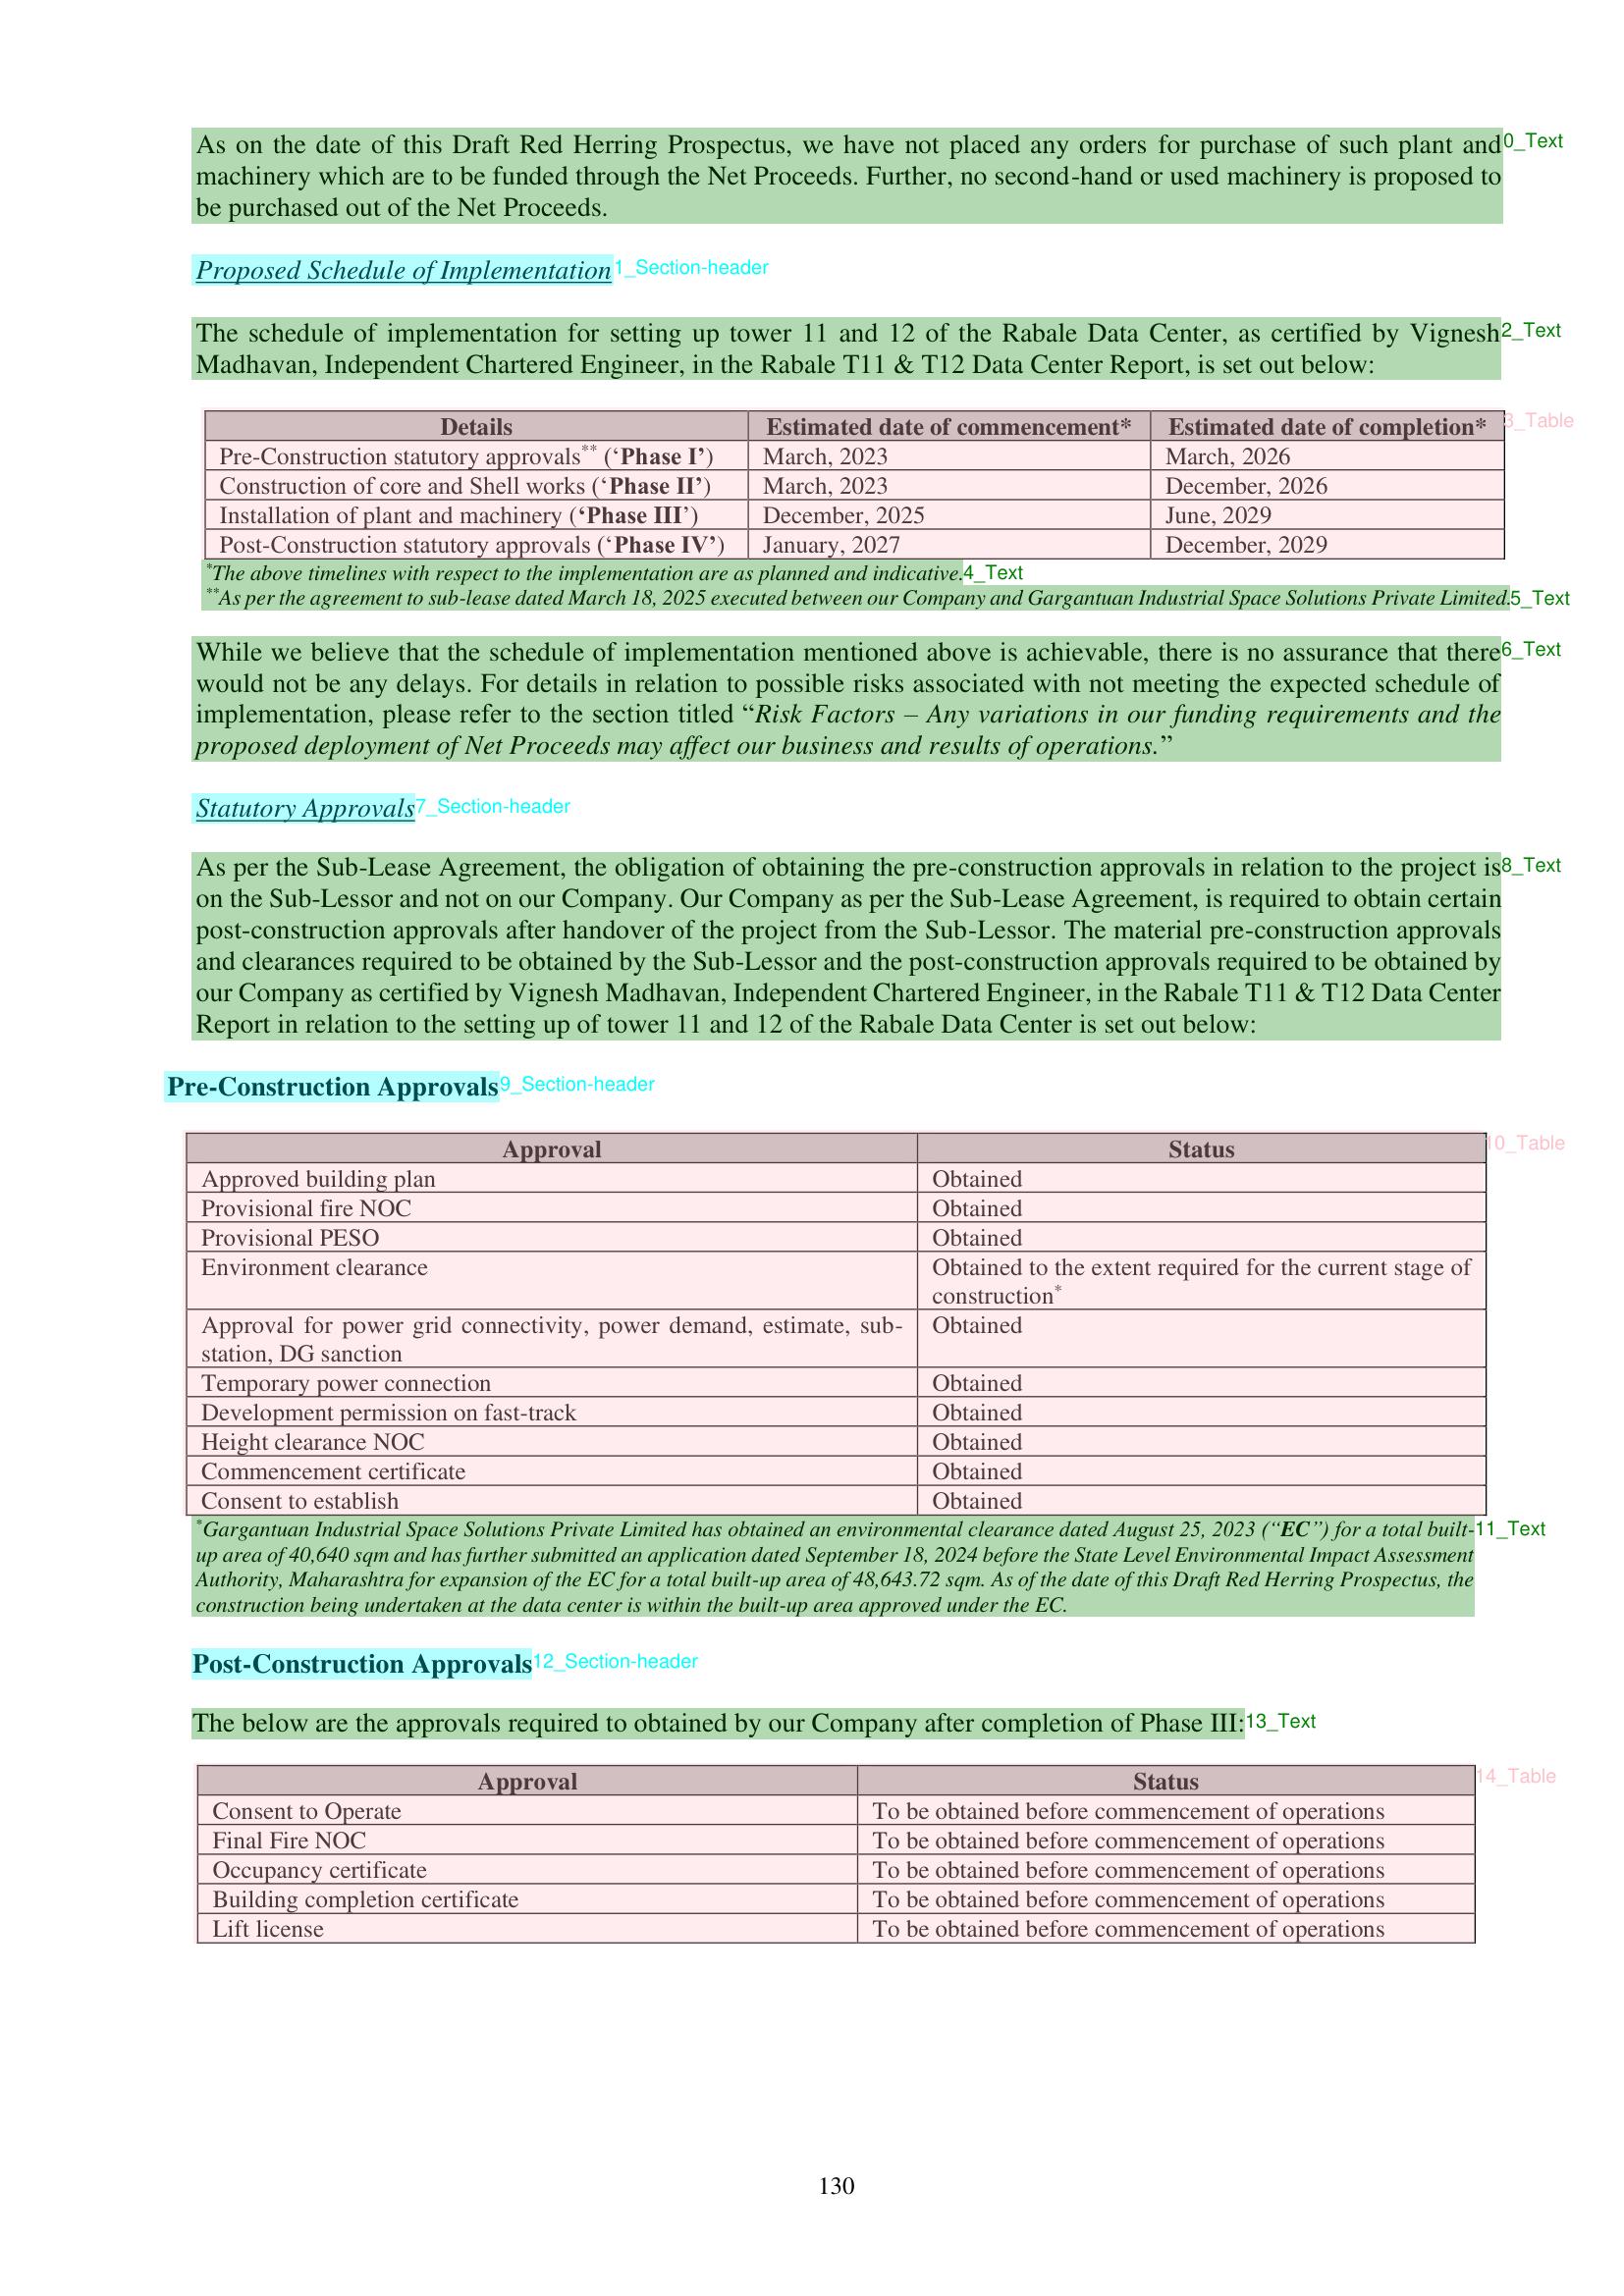 As on the date of this Draft Red Herring Prospectus, we have not placed any orders for purchase of such plant and 0_Text
machinery which are to be funded through the Net Proceeds. Further, no second-hand or used machinery is proposed to
be purchased out of the Net Proceeds.
Proposed Schedule of Implementation 1_Section-header
The schedule of implementation for setting up tower 11 and 12 of the Rabale Data Center, as certified by Vignesh 2_Text
Madhavan, Independent Chartered Engineer, in the Rabale T11 & T12 Data Center Report, is set out below:
Details Estimated date of commencement* Estimated date of completion* 3_Table
Pre-Construction statutory approvals** (‘Phase I’) March, 2023 March, 2026
Construction of core and Shell works (‘Phase II’) March, 2023 December, 2026
Installation of plant and machinery (‘Phase III’) December, 2025 June, 2029
Post-Construction statutory approvals (‘Phase IV’) January, 2027 December, 2029
*The above timelines with respect to the implementation are as planned and indicative. 4_Text
**As per the agreement to sub-lease dated March 18, 2025 executed between our Company and Gargantuan Industrial Space Solutions Private Limited. 5_Text
While we believe that the schedule of implementation mentioned above is achievable, there is no assurance that there 6_Text
would not be any delays. For details in relation to possible risks associated with not meeting the expected schedule of
implementation, please refer to the section titled “Risk Factors – Any variations in our funding requirements and the
proposed deployment of Net Proceeds may affect our business and results of operations.”
Statutory Approvals 7_Section-header
As per the Sub-Lease Agreement, the obligation of obtaining the pre-construction approvals in relation to the project is 8_Text
on the Sub-Lessor and not on our Company. Our Company as per the Sub-Lease Agreement, is required to obtain certain
post-construction approvals after handover of the project from the Sub-Lessor. The material pre-construction approvals
and clearances required to be obtained by the Sub-Lessor and the post-construction approvals required to be obtained by
our Company as certified by Vignesh Madhavan, Independent Chartered Engineer, in the Rabale T11 & T12 Data Center
Report in relation to the setting up of tower 11 and 12 of the Rabale Data Center is set out below:
Pre-Construction Approvals 9_Section-header
Approval Status 10_Table
Approved building plan Obtained
Provisional fire NOC Obtained
Provisional PESO Obtained
Environment clearance Obtained to the extent required for the current stage of
construction*
Approval for power grid connectivity, power demand, estimate, sub- Obtained
station, DG sanction
Temporary power connection Obtained
Development permission on fast-track Obtained
Height clearance NOC Obtained
Commencement certificate Obtained
Consent to establish Obtained
*Gargantuan Industrial Space Solutions Private Limited has obtained an environmental clearance dated August 25, 2023 (“EC”) for a total built- 11_Text
up area of 40,640 sqm and has further submitted an application dated September 18, 2024 before the State Level Environmental Impact Assessment
Authority, Maharashtra for expansion of the EC for a total built-up area of 48,643.72 sqm. As of the date of this Draft Red Herring Prospectus, the
construction being undertaken at the data center is within the built-up area approved under the EC.
Post-Construction Approvals 12_Section-header
The below are the approvals required to obtained by our Company after completion of Phase III: 13_Text
Approval Status 14_Table
Consent to Operate To be obtained before commencement of operations
Final Fire NOC To be obtained before commencement of operations
Occupancy certificate To be obtained before commencement of operations
Building completion certificate To be obtained before commencement of operations
Lift license To be obtained before commencement of operations
130